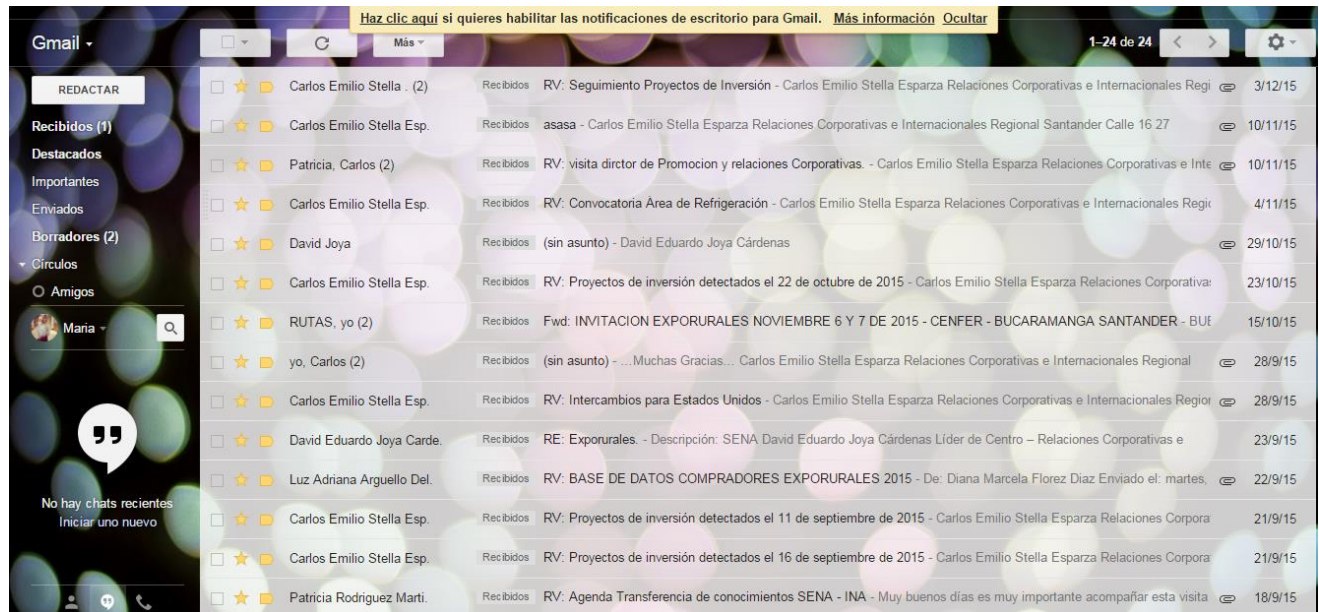 Haz clic aquí si quieres habilitar las notificaciones de escritorio para Gmail. Más información Ocultar
Gmail
Más
1–24 de 24
REDACTAR
Recibidos (1)
Destacados
Importantes
Enviados
Borradores (2)
Círculos
Amigos
Maria
No hay chats recientes
Iniciar uno nuevo
Carlos Emilio Stella . (2) Recibidos RV: Seguimiento Proyectos de Inversión - Carlos Emilio Stella Esparza Relaciones Corporativas e Internacionales Regi 3/12/15
Carlos Emilio Stella Esp. Recibidos asasa - Carlos Emilio Stella Esparza Relaciones Corporativas e Internacionales Regional Santander Calle 16 27 10/11/15
Patricia, Carlos (2) Recibidos RV: visita dirctor de Promocion y relaciones Corporativas. - Carlos Emilio Stella Esparza Relaciones Corporativas e Inte 10/11/15
Carlos Emilio Stella Esp. Recibidos RV: Convocatoria Area de Refrigeración - Carlos Emilio Stella Esparza Relaciones Corporativas e Internacionales Regio 4/11/15
David Joya Recibidos (sin asunto) - David Eduardo Joya Cárdenas 29/10/15
Carlos Emilio Stella Esp. Recibidos RV: Proyectos de inversión detectados el 22 de octubre de 2015 - Carlos Emilio Stella Esparza Relaciones Corporativas 23/10/15
RUTAS, yo (2) Recibidos Fwd: INVITACION EXPORURALES NOVIEMBRE 6 Y 7 DE 2015 - CENFER - BUCARAMANGA SANTANDER - BUE 15/10/15
yo, Carlos (2) Recibidos (sin asunto) - …Muchas Gracias… Carlos Emilio Stella Esparza Relaciones Corporativas e Internacionales Regional 28/9/15
Carlos Emilio Stella Esp. Recibidos RV: Intercambios para Estados Unidos - Carlos Emilio Stella Esparza Relaciones Corporativas e Internacionales Region 28/9/15
David Eduardo Joya Carde. Recibidos RE: Exporurales. - Descripción: SENA David Eduardo Joya Cárdenas Líder de Centro – Relaciones Corporativas e 23/9/15
Luz Adriana Arguello Del. Recibidos RV: BASE DE DATOS COMPRADORES EXPORURALES 2015 - De: Diana Marcela Florez Diaz Enviado el: martes, 22/9/15
Carlos Emilio Stella Esp. Recibidos RV: Proyectos de inversión detectados el 11 de septiembre de 2015 - Carlos Emilio Stella Esparza Relaciones Corpora 21/9/15
Carlos Emilio Stella Esp. Recibidos RV: Proyectos de inversión detectados el 16 de septiembre de 2015 - Carlos Emilio Stella Esparza Relaciones Corpora 21/9/15
Patricia Rodriguez Marti. Recibidos RV: Agenda Transferencia de conocimientos SENA - INA - Muy buenos días es muy importante acompañar esta visita 18/9/15